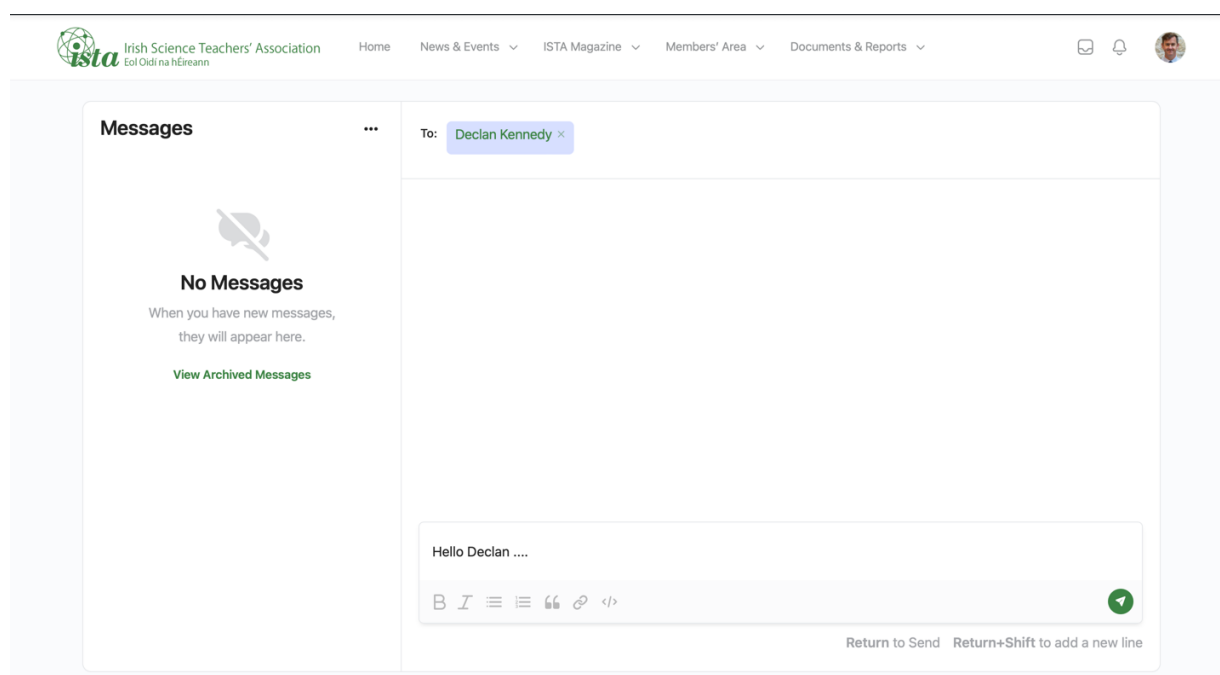 ista Irish Science Teachers' Association
Eol Oidí na hÉireann
Home News & Events ISTA Magazine Members' Area Documents & Reports
Messages
No Messages
When you have new messages,
they will appear here.
View Archived Messages
To: Declan Kennedy ×
Hello Declan ....
B I </>
Return to Send Return+Shift to add a new line